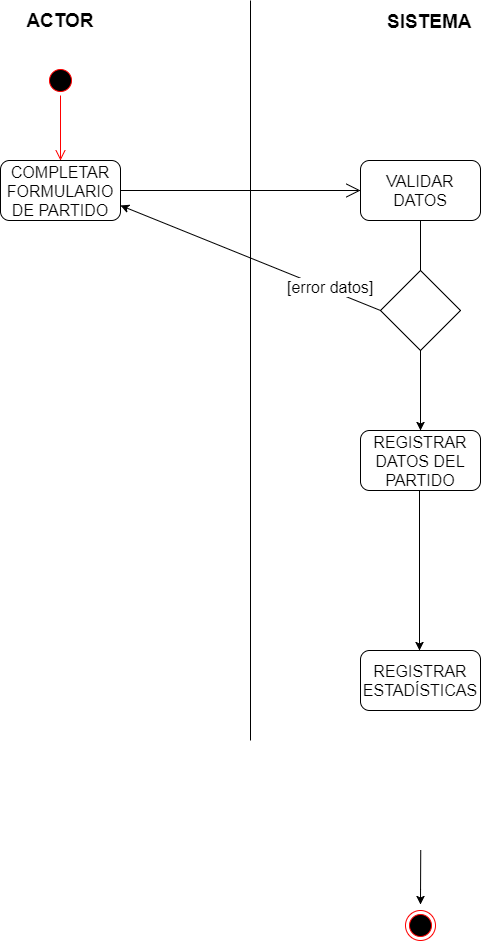 ACTOR
SISTEMA
COMPLETAR
FORMULARIO
DE PARTIDO
VALIDAR
DATOS
[error datos]
REGISTRAR
DATOS DEL
PARTIDO
REGISTRAR
ESTADÍSTICAS